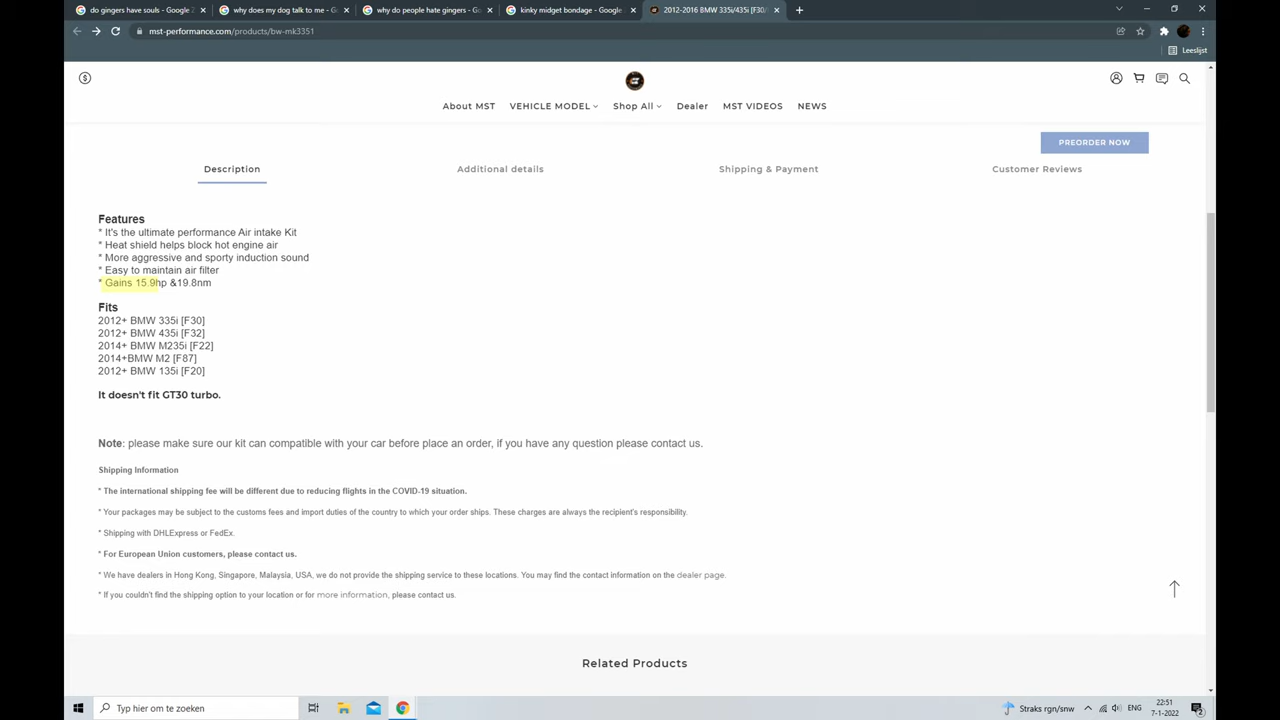 do gingers have souls - Google Z
why does my dog talk to me - Go
why do people hate gingers - Go
kinky midget bondage - Google
2012-2016 BMW 335i/435i [F30/
mst-performance.com/products/bw-mk3351
Leeslijst
About MST VEHICLE MODEL Shop All Dealer MST VIDEOS NEWS
PREORDER NOW
Description Additional details Shipping & Payment Customer Reviews
Features
* It's the ultimate performance Air intake Kit
* Heat shield helps block hot engine air
* More aggressive and sporty induction sound
* Easy to maintain air filter
* Gains 15.9hp &19.8nm
Fits
2012+ BMW 335i [F30]
2012+ BMW 435i [F32]
2014+ BMW M235i [F22]
2014+BMW M2 [F87]
2012+ BMW 135i [F20]
It doesn't fit GT30 turbo.
Note: please make sure our kit can compatible with your car before place an order, if you have any question please contact us.
Shipping Information
* The international shipping fee will be different due to reducing flights in the COVID-19 situation.
* Your packages may be subject to the customs fees and import duties of the country to which your order ships. These charges are always the recipient's responsibility.
* Shipping with DHLExpress or FedEx.
* For European Union customers, please contact us.
* We have dealers in Hong Kong, Singapore, Malaysia, USA, we do not provide the shipping service to these locations. You may find the contact information on the dealer page.
* If you couldn't find the shipping option to your location or for more information, please contact us.
Related Products
Typ hier om te zoeken
Straks rgn/snw
ENG
22:51
7-1-2022
2